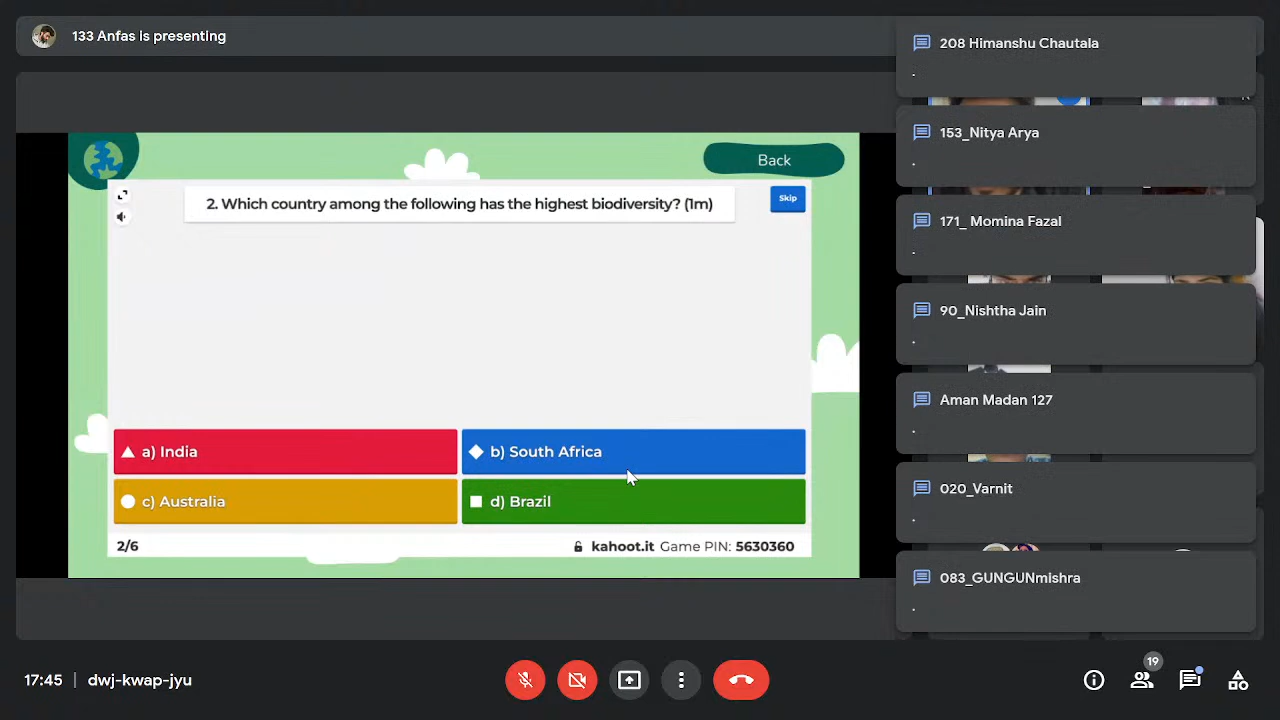 133 Anfas Is presenting
Back
2. Which country among the following has the highest biodiversity? (1m)
Skip
a) India
b) South Africa
c) Australia
d) Brazil
2/6
kahoot.it Game PIN: 5630360
208 Himanshu Chautala
.
153_Nitya Arya
.
171_ Momina Fazal
.
90_Nishtha Jain
.
Aman Madan 127
.
020_Varnit
.
083_GUNGUNmishra
.
17:45 | dwj-kwap-jyu
19